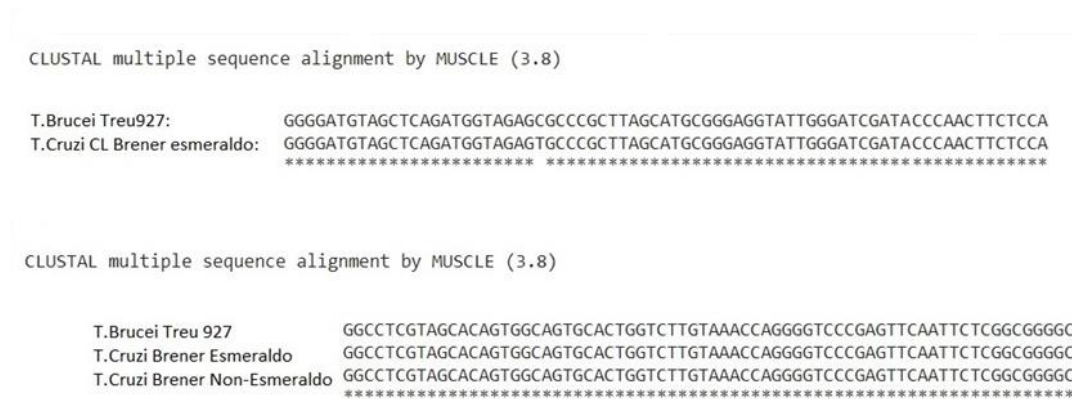 CLUSTAL multiple sequence alignment by MUSCLE (3.8)
T.Brucei Treu927: GGGGATGTAGCTCAGATGGTAGAGCGCCCGCTTAGCATGCGGGAGGTATTGGGATCGATACCCAACTTCTCCA
T.Cruzi CL Brener esmeraldo: GGGGATGTAGCTCAGATGGTAGAGTGCCCGCTTAGCATGCGGGAGGTATTGGGATCGATACCCAACTTCTCCA
************************ ************************************************
CLUSTAL multiple sequence alignment by MUSCLE (3.8)
T.Brucei Treu 927 GGCCTCGTAGCACAGTGGCAGTGCACTGGTCTTGTAAACCAGGGGTCCCGAGTTCAATTCTCGGCGGGGC
T.Cruzi Brener Esmeraldo GGCCTCGTAGCACAGTGGCAGTGCACTGGTCTTGTAAACCAGGGGTCCCGAGTTCAATTCTCGGCGGGGC
T.Cruzi Brener Non-Esmeraldo GGCCTCGTAGCACAGTGGCAGTGCACTGGTCTTGTAAACCAGGGGTCCCGAGTTCAATTCTCGGCGGGGC
**********************************************************************